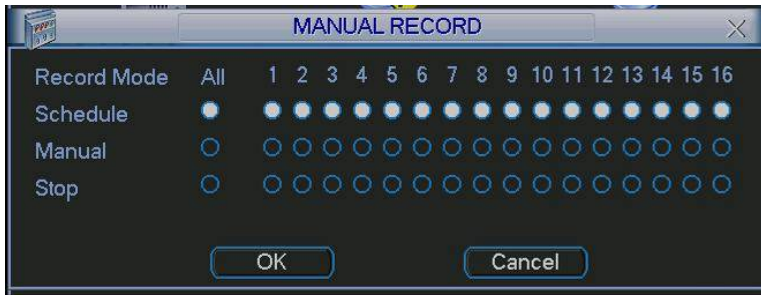 MANUAL RECORD
Record Mode All 1 2 3 4 5 6 7 8 9 10 11 12 13 14 15 16
Schedule
Manual
Stop
OK Cancel